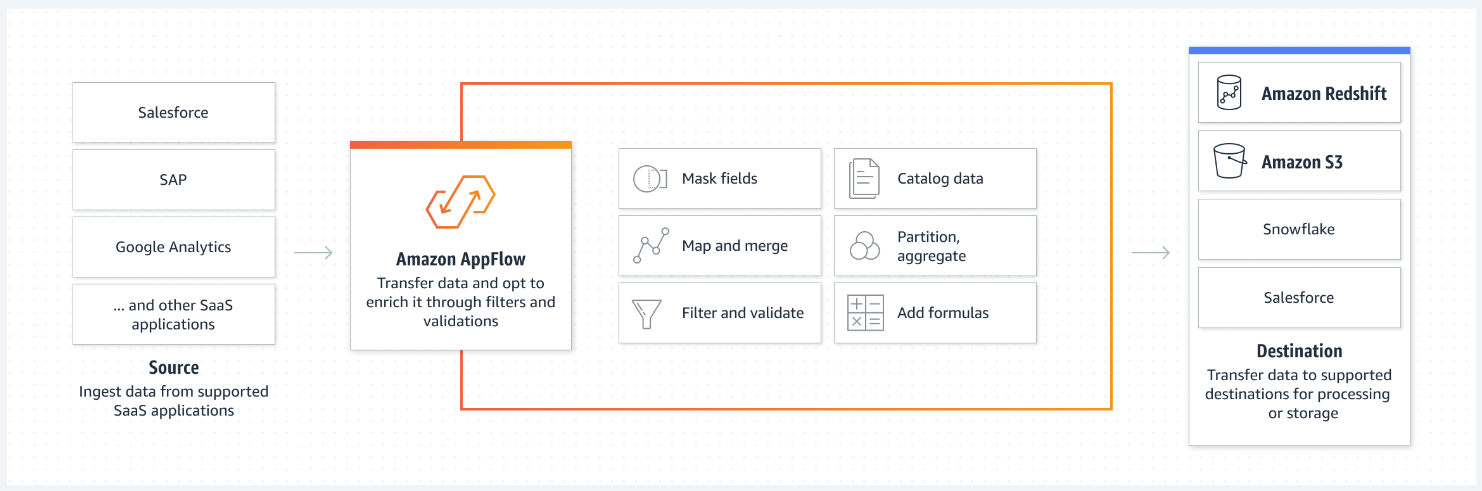 Salesforce
SAP
Google Analytics
... and other SaaS
applications
Source
Ingest data from supported
SaaS applications
Amazon AppFlow
Transfer data and opt to
enrich it through filters and
validations
Mask fields
Catalog data
Map and merge
Partition,
aggregate
Filter and validate
Add formulas
Amazon Redshift
Amazon S3
Snowflake
Salesforce
Destination
Transfer data to supported
destinations for processing
or storage